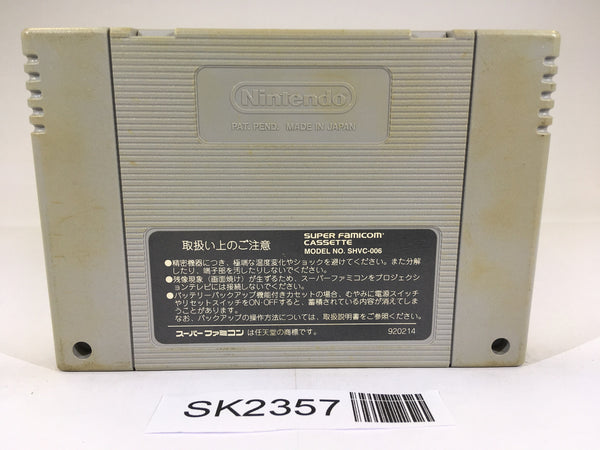 Nintendo
PAT. PEND. MADE IN JAPAN
取扱い上のご注意
SUPER FAMICOM
CASSETTE
MODEL NO. SHVC-006
●精密機器につき、極端な温度変化やショックを避けてください。また分解
したり、端子部を汚したりしないでください。
●残像現象（画面焼け）が生ずるため、スーパーファミコンをプロジェクシ
ョンテレビには接続しないでください。
●バッテリーバックアップ機能付きカセットの場合、むやみに電源スイッチ
やリセットスイッチをON・OFFすると、蓄積されている内容が消えてしま
うことがあります。
なお、バックアップの操作方法については、取扱説明書をご参照ください。
スーパーファミコン は任天堂の商標です。
920214
SK2357